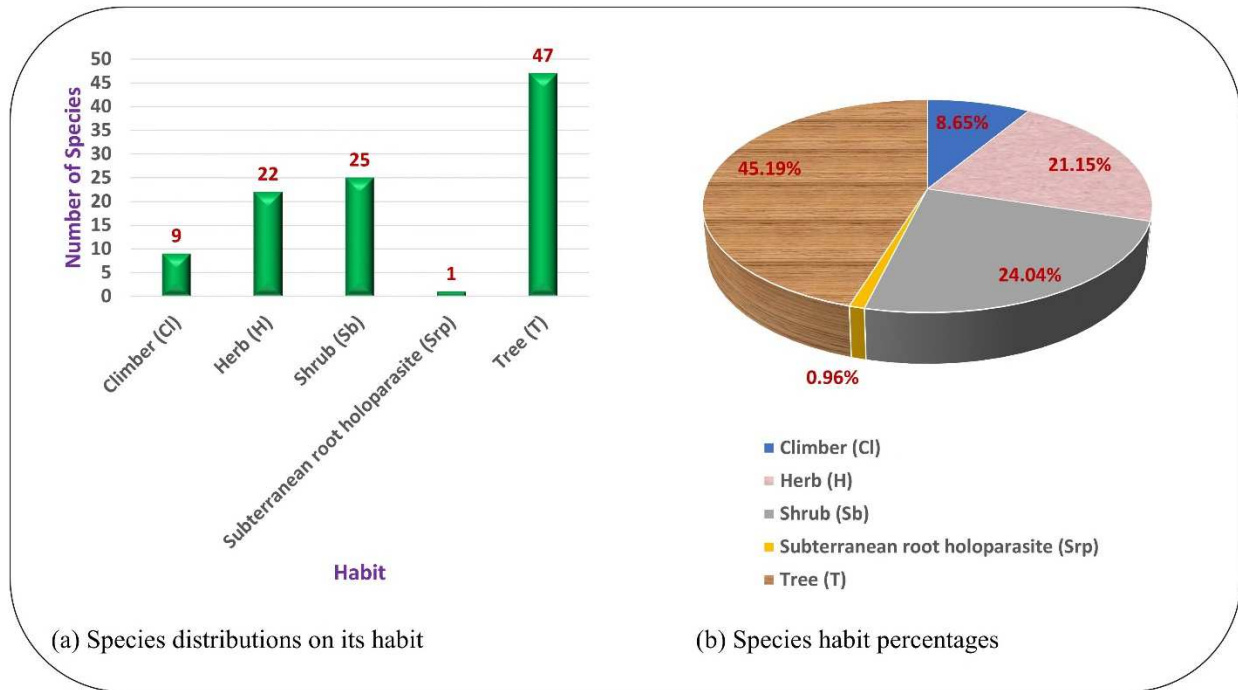 50
45
40
35
30
25
20
15
10
5
0
Number of Species
9
22
25
1
47
Climber (Cl)
Herb (H)
Shrub (Sb)
Subterranean root holoparasite (Srp)
Tree (T)
Habit
(a) Species distributions on its habit
8.65%
21.15%
24.04%
0.96%
45.19%
Climber (Cl)
Herb (H)
Shrub (Sb)
Subterranean root holoparasite (Srp)
Tree (T)
(b) Species habit percentages